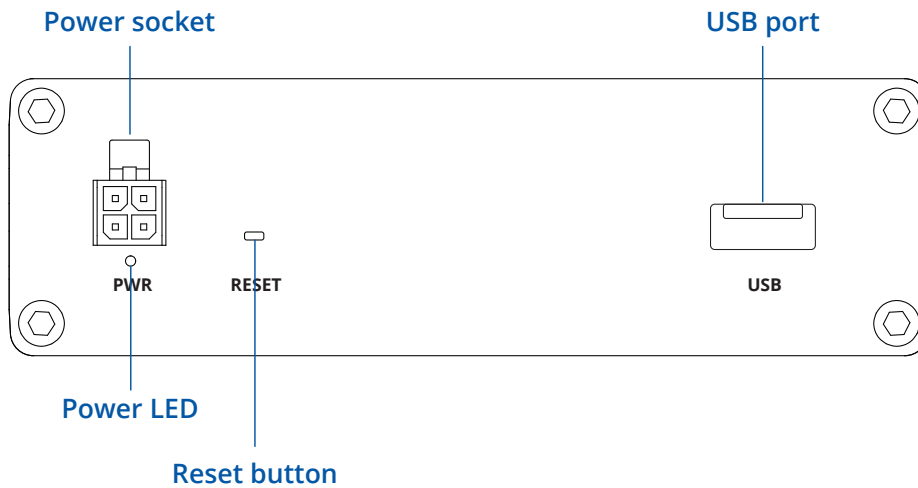 Power socket
USB port
PWR
RESET
USB
Power LED
Reset button